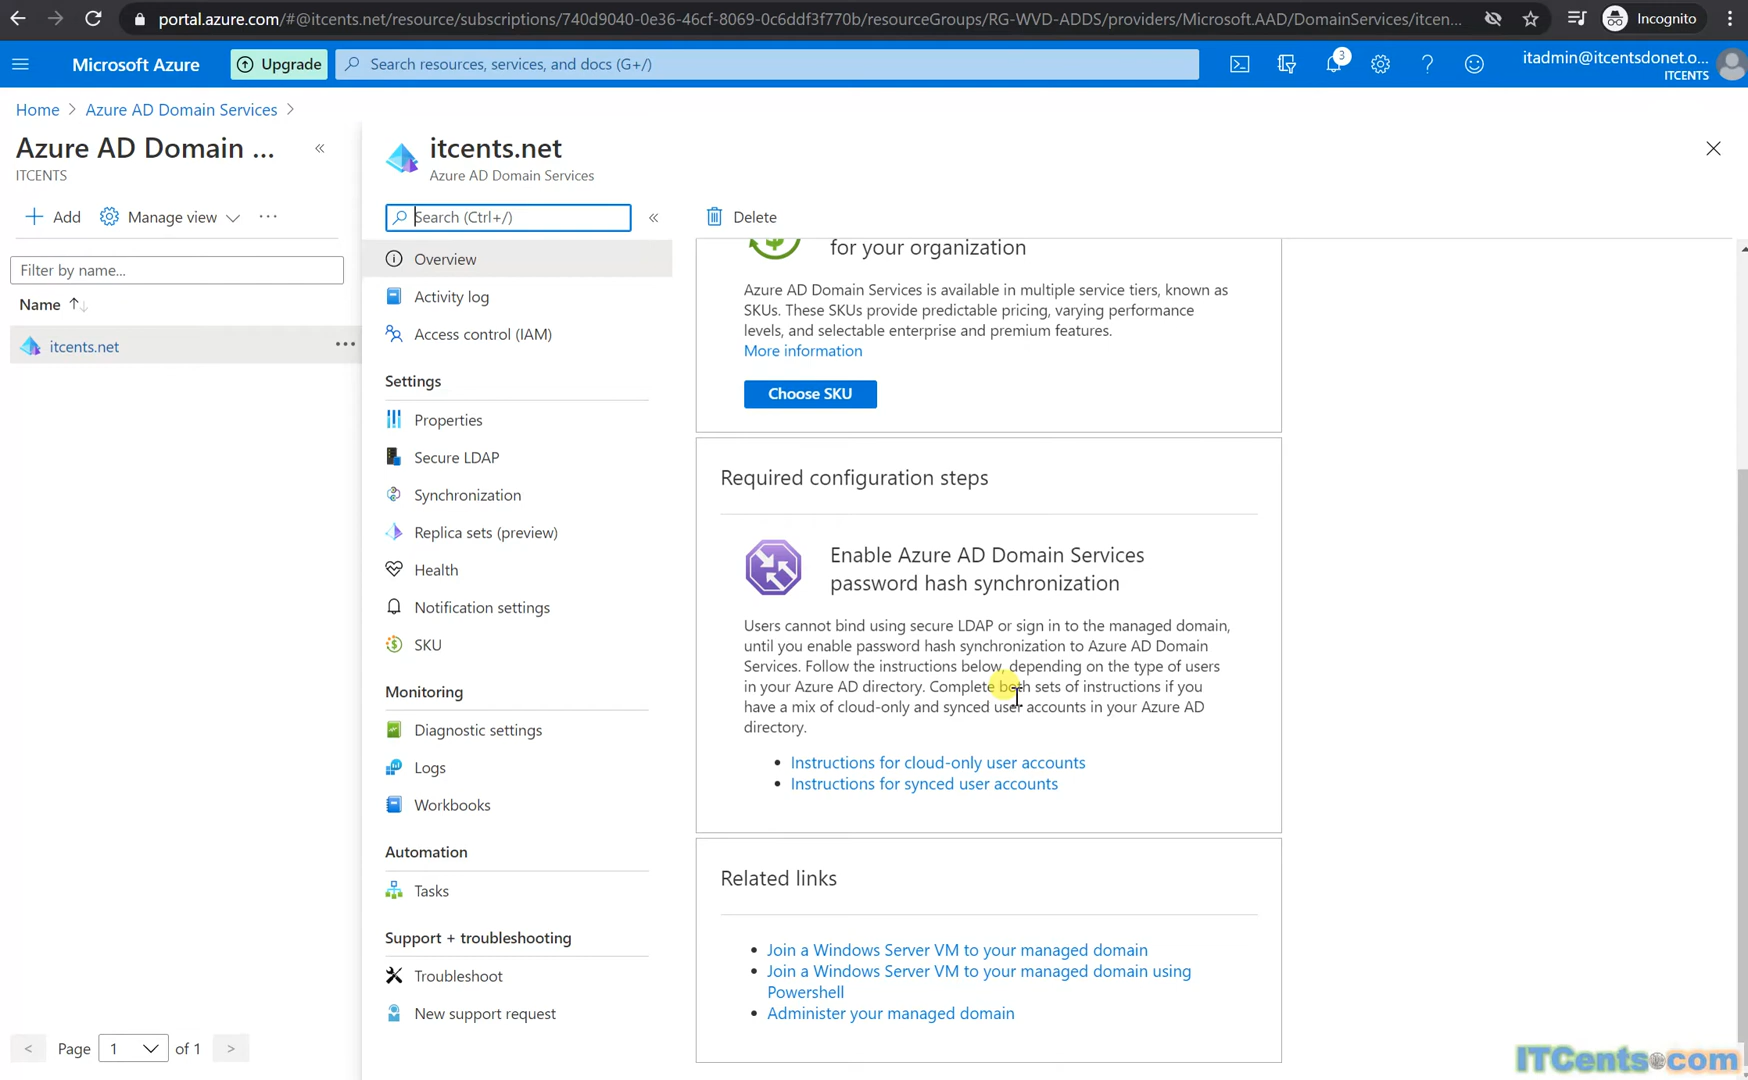 portal.azure.com/#@itcents.net/resource/subscriptions/740d9040-0e36-46cf-8069-0c6ddf3f770b/resourceGroups/RG-WVD-ADDS/providers/Microsoft.AAD/DomainServices/itcen...
Incognito
Microsoft Azure
Upgrade
Search resources, services, and docs (G+/)
3
itadmin@itcentsdonet.o...
ITCENTS
Home > Azure AD Domain Services >
Azure AD Domain ...
ITCENTS
«
+ Add
Manage view
...
Filter by name...
Name
itcents.net
...
< Page 1 of 1 >
itcents.net
Azure AD Domain Services
Search (Ctrl+/)
«
Overview
Activity log
Access control (IAM)
Settings
Properties
Secure LDAP
Synchronization
Replica sets (preview)
Health
Notification settings
SKU
Monitoring
Diagnostic settings
Logs
Workbooks
Automation
Tasks
Support + troubleshooting
Troubleshoot
New support request
Delete
for your organization
Azure AD Domain Services is available in multiple service tiers, known as
SKUs. These SKUs provide predictable pricing, varying performance
levels, and selectable enterprise and premium features.
More information
Choose SKU
Required configuration steps
Enable Azure AD Domain Services
password hash synchronization
Users cannot bind using secure LDAP or sign in to the managed domain,
until you enable password hash synchronization to Azure AD Domain
Services. Follow the instructions below, depending on the type of users
in your Azure AD directory. Complete both sets of instructions if you
have a mix of cloud-only and synced user accounts in your Azure AD
directory.
• Instructions for cloud-only user accounts
• Instructions for synced user accounts
Related links
• Join a Windows Server VM to your managed domain
• Join a Windows Server VM to your managed domain using
Powershell
• Administer your managed domain
ITCents.com